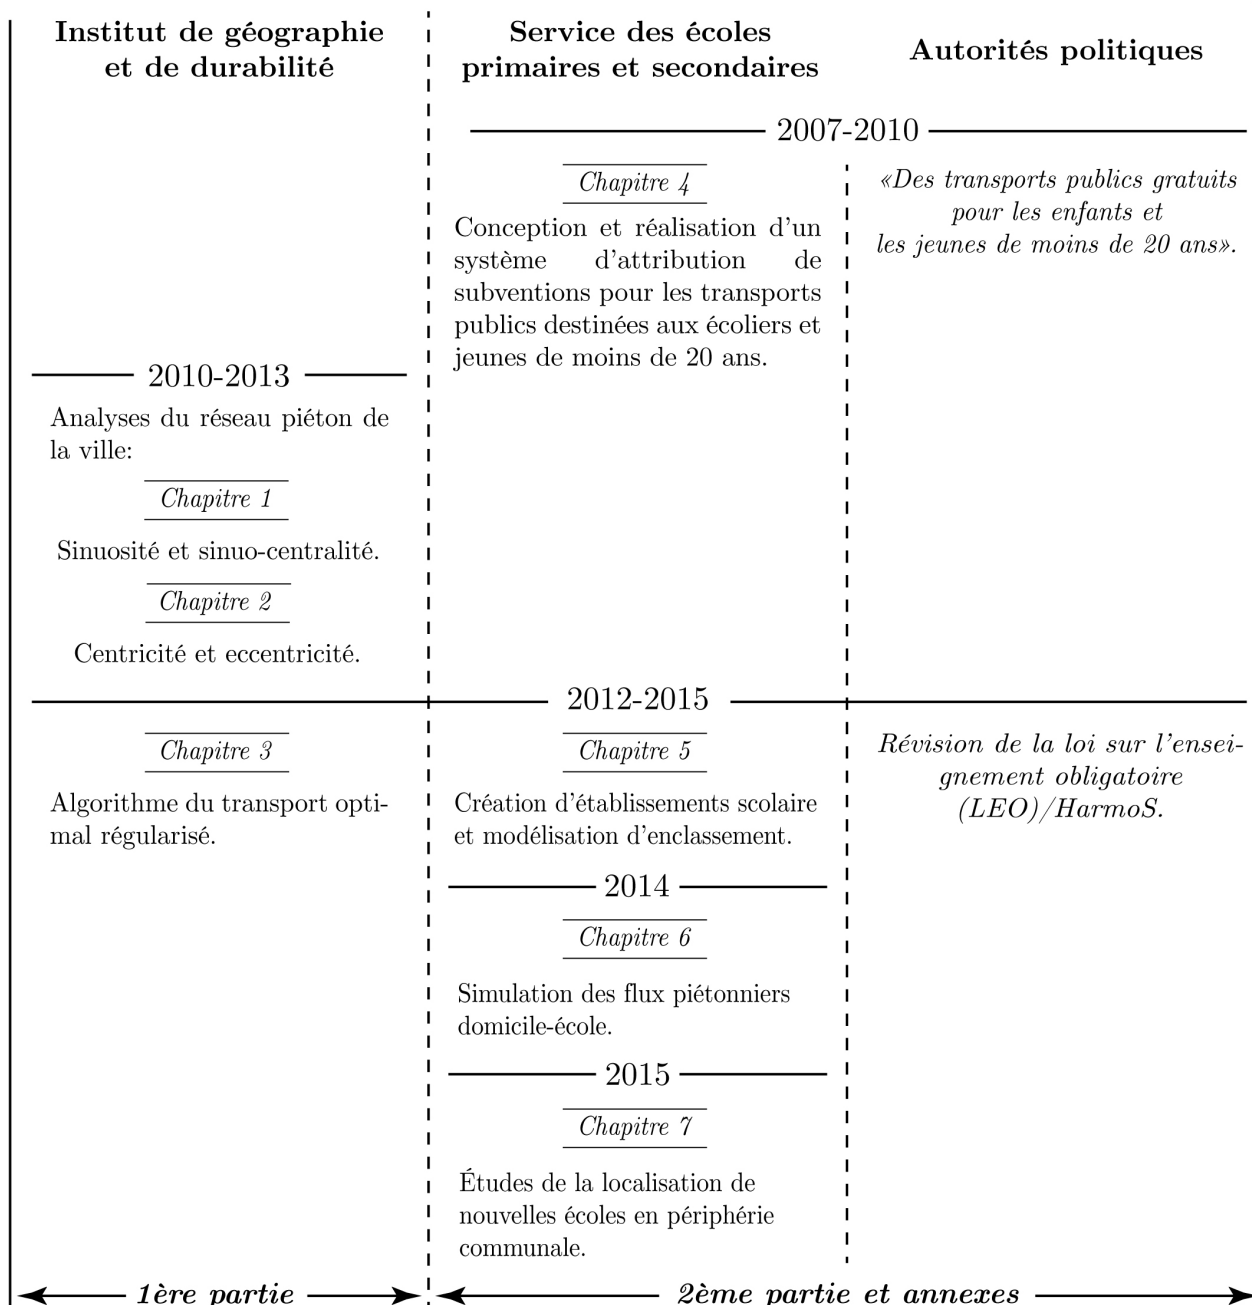 Institut de géographie
et de durabilité
Service des écoles
primaires et secondaires
Autorités politiques
2007-2010
Chapitre 4
Conception et réalisation d'un
système d'attribution de
subventions pour les transports
publics destinées aux écoliers et
jeunes de moins de 20 ans.
«Des transports publics gratuits
pour les enfants et
les jeunes de moins de 20 ans».
2010-2013
Analyses du réseau piéton de
la ville:
Chapitre 1
Sinuosité et sinuo-centralité.
Chapitre 2
Centricité et eccentricité.
2012-2015
Chapitre 3
Algorithme du transport opti-
mal régularisé.
Chapitre 5
Création d'établissements scolaire
et modélisation d'enclassement.
Révision de la loi sur l'ensei-
gnement obligatoire
(LEO)/HarmoS.
2014
Chapitre 6
Simulation des flux piétonniers
domicile-école.
2015
Chapitre 7
Études de la localisation de
nouvelles écoles en périphérie
communale.
1ère partie
2ème partie et annexes